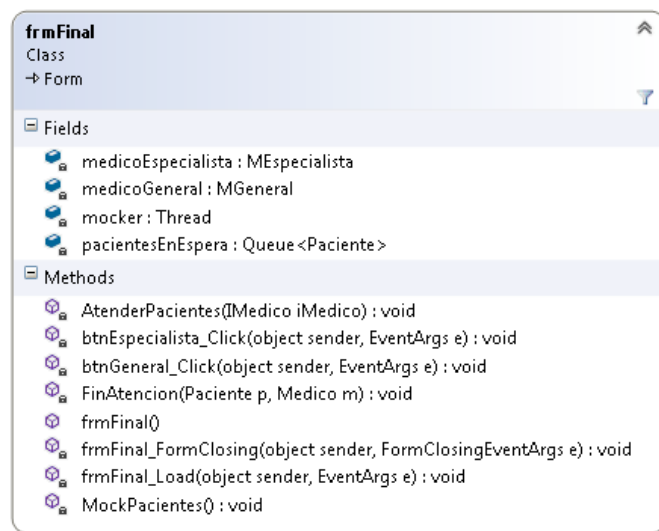 frmFinal
Class
Form
Fields
medicoEspecialista : MEspecialista
medicoGeneral : MGeneral
mocker : Thread
pacientesEnEspera : Queue<Paciente>
Methods
AtenderPacientes(IMedico iMedico) : void
btnEspecialista_Click(object sender, EventArgs e) : void
btnGeneral_Click(object sender, EventArgs e) : void
FinAtencion(Paciente p, Medico m) : void
frmFinal()
frmFinal_FormClosing(object sender, FormClosingEventArgs e) : void
frmFinal_Load(object sender, EventArgs e) : void
MockPacientes() : void